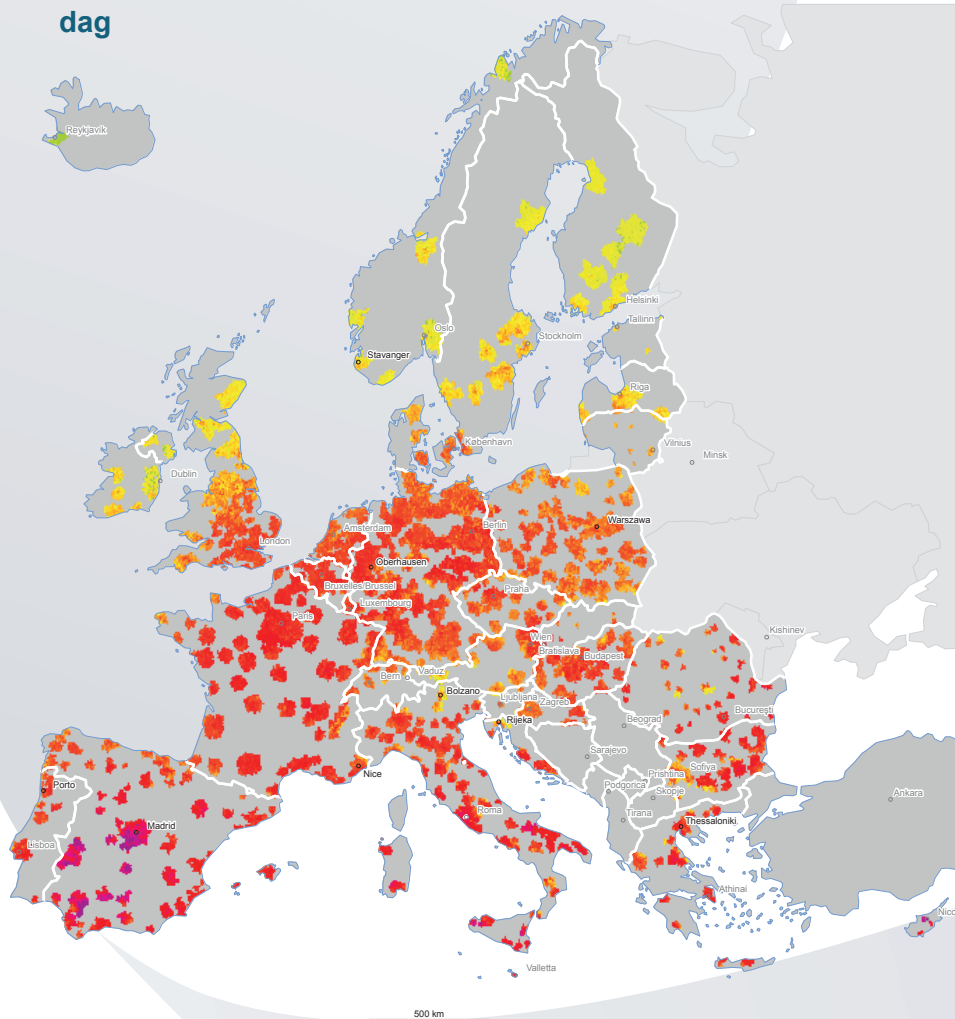 dag
Reykjavik
Helsinki
Tallinn
Oslo
Stockholm
Stavanger
Riga
København
Vilnius
Minsk
Dublin
Amsterdam
Berlin
Warszawa
London
Oberhausen
Bruxelles/Brussel
Praha
Luxembourg
Paris
Kishinev
Wien
Bratislava
Budapest
Vaduz
Bern
Bolzano
Ljubljana
Zagreb
Rijeka
Beograd
Bucureşti
Sarajevo
Nice
Sofiya
Prishtina
Podgorica
Skopje
Porto
Ankara
Roma
Tirana
Thessaloniki
Madrid
Lisboa
Athinai
Nico
Valletta
500 km